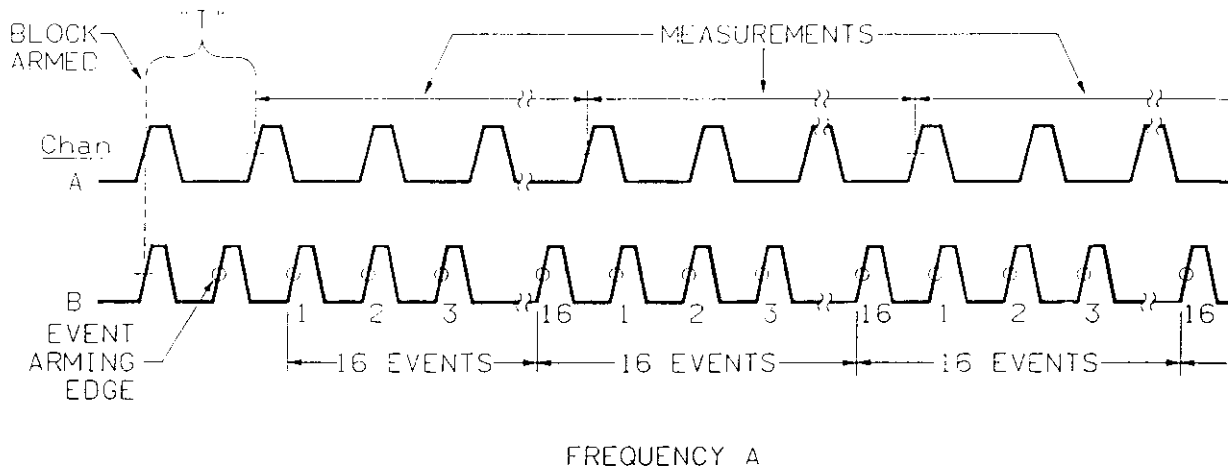 "T"
BLOCK
ARMED
MEASUREMENTS
Chan
A
B
1 2 3 16 1 2 3 16 1 2 3 16
EVENT
ARMING
EDGE
16 EVENTS 16 EVENTS 16 EVENTS
FREQUENCY A